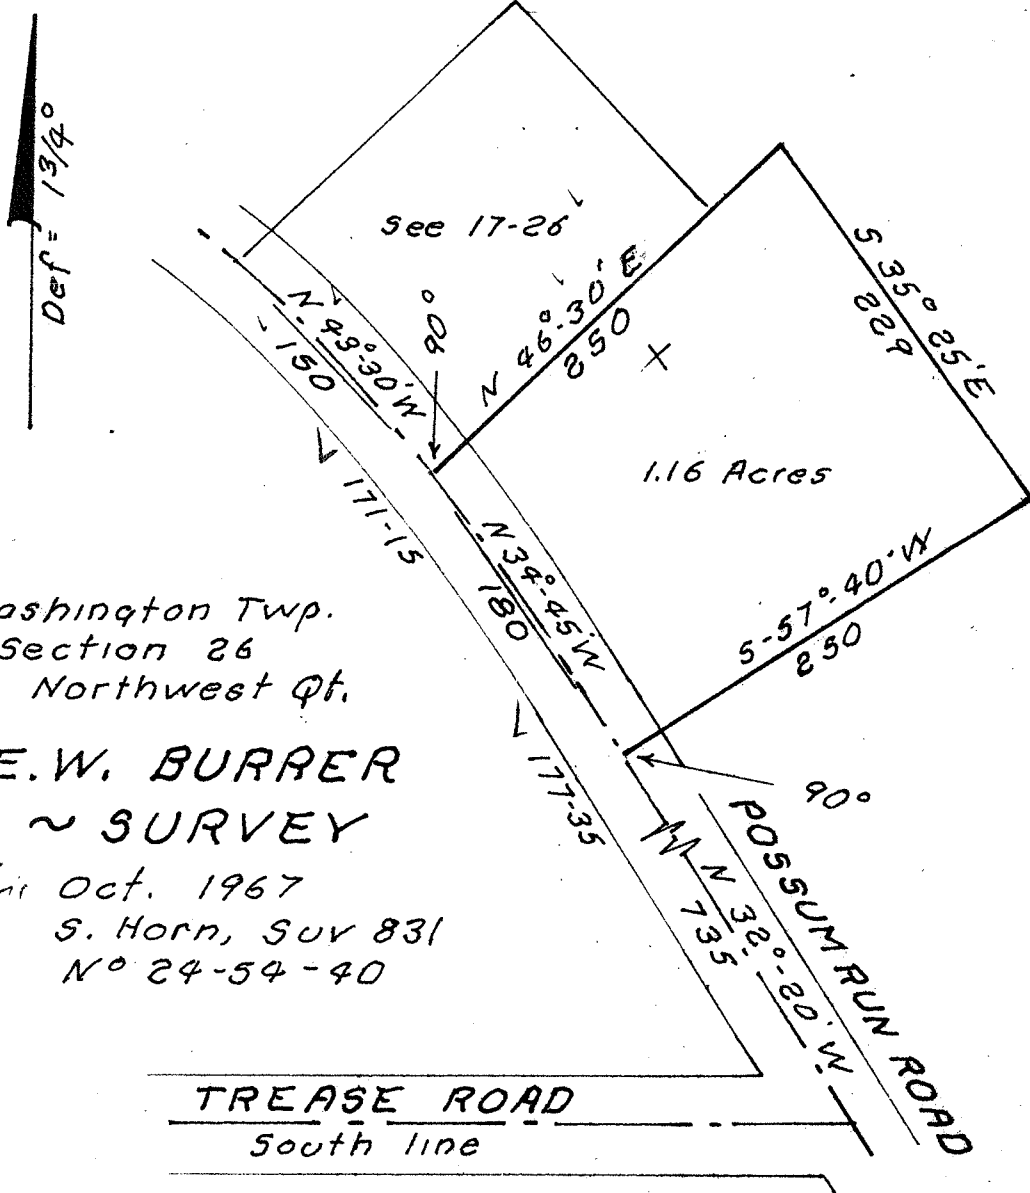 Def = 1 3/4°
See 17-26
N 43°-30' W
150
90°
N 46°-30' E
250
S 35° 25' E
229
1.16 Acres
171-15
N 34°-45' W
180
S-57°-40' W
250
177-35
90°
ashington Twp.
Section 26
Northwest Qt.
E.W. BURRER
~ SURVEY
Oct. 1967
S. Horn, Suv 831
Nº 24-54-40
N 32°-20' W
735
POSSUM RUN ROAD
TREASE ROAD
South line